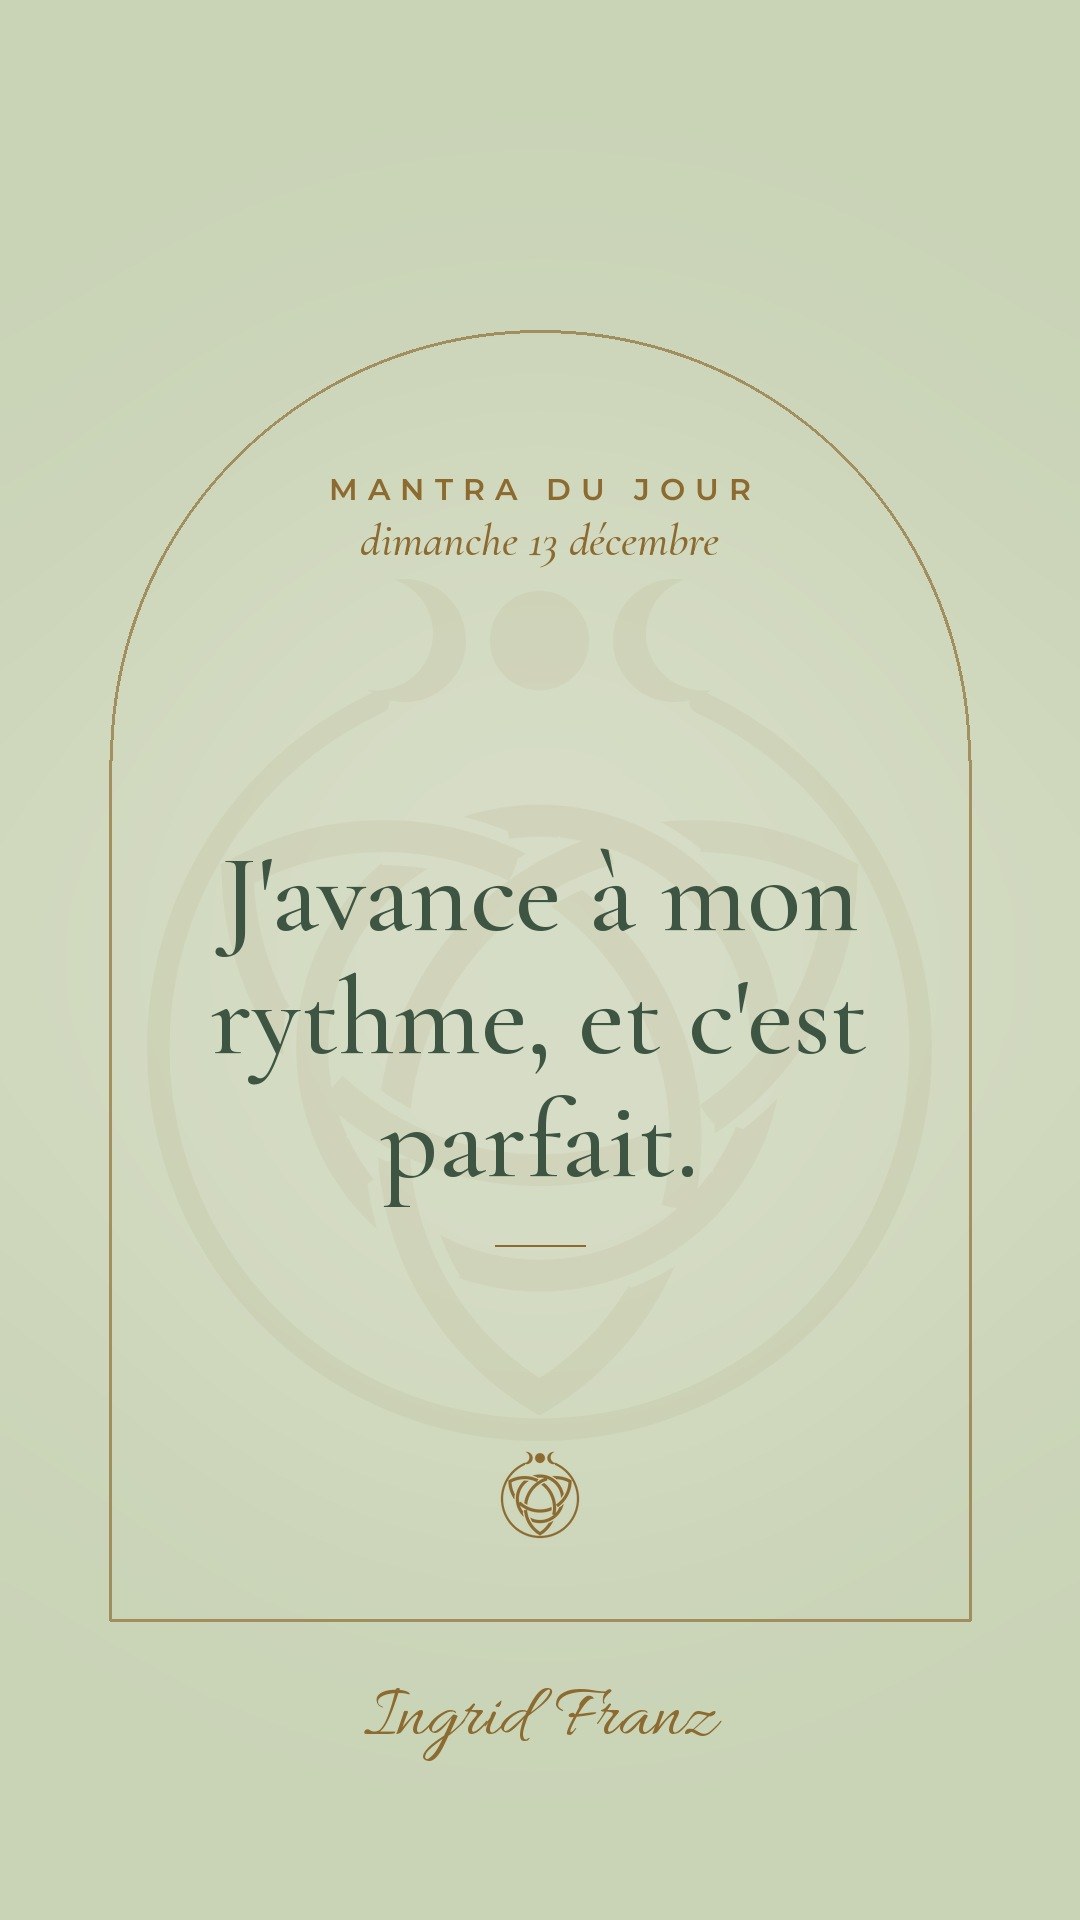 MANTRA DU JOUR
dimanche 13 décembre
J'avance à mon
rythme, et c'est
parfait.
Ingrid Franz